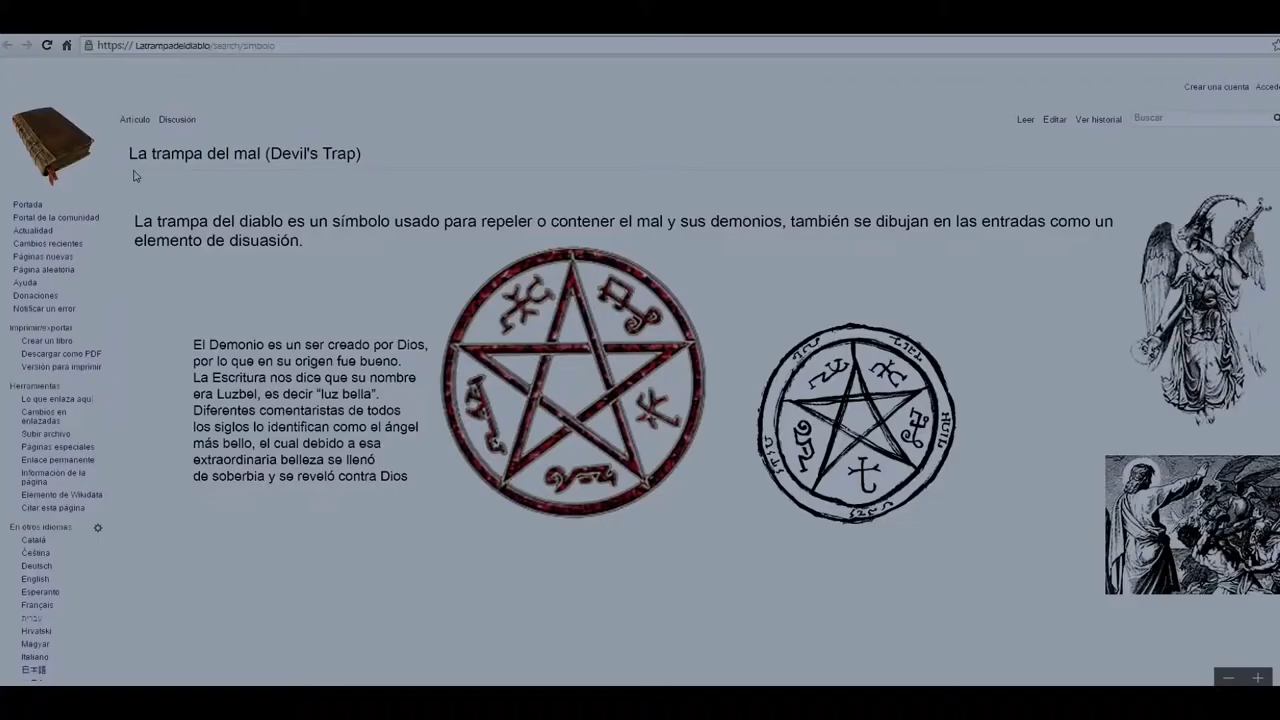 https:// Latrampadeldiablo/search/simbolo
Crear una cuenta
Artículo Discusión
Leer Editar Ver historial Buscar
La trampa del mal (Devil's Trap)
La trampa del diablo es un símbolo usado para repeler o contener el mal y sus demonios, también se dibujan en las entradas como un
elemento de disuasión.
El Demonio es un ser creado por Dios,
por lo que en su origen fue bueno.
La Escritura nos dice que su nombre
era Luzbel, es decir "luz bella".
Diferentes comentaristas de todos
los siglos lo identifican como el ángel
más bello, el cual debido a esa
extraordinaria belleza se llenó
de soberbia y se reveló contra Dios
Portada
Portal de la comunidad
Actualidad
Cambios recientes
Páginas nuevas
Página aleatoria
Ayuda
Donaciones
Notificar un error
Imprimir/exportar
Crear un libro
Descargar como PDF
Versión para imprimir
Herramientas
Lo que enlaza aquí
Cambios en
enlazadas
Subir archivo
Páginas especiales
Enlace permanente
Información de la
página
Elemento de Wikidata
Citar esta página
En otros idiomas
Català
Čeština
Deutsch
English
Esperanto
Français
עברית
Hrvatski
Magyar
Italiano
日本語